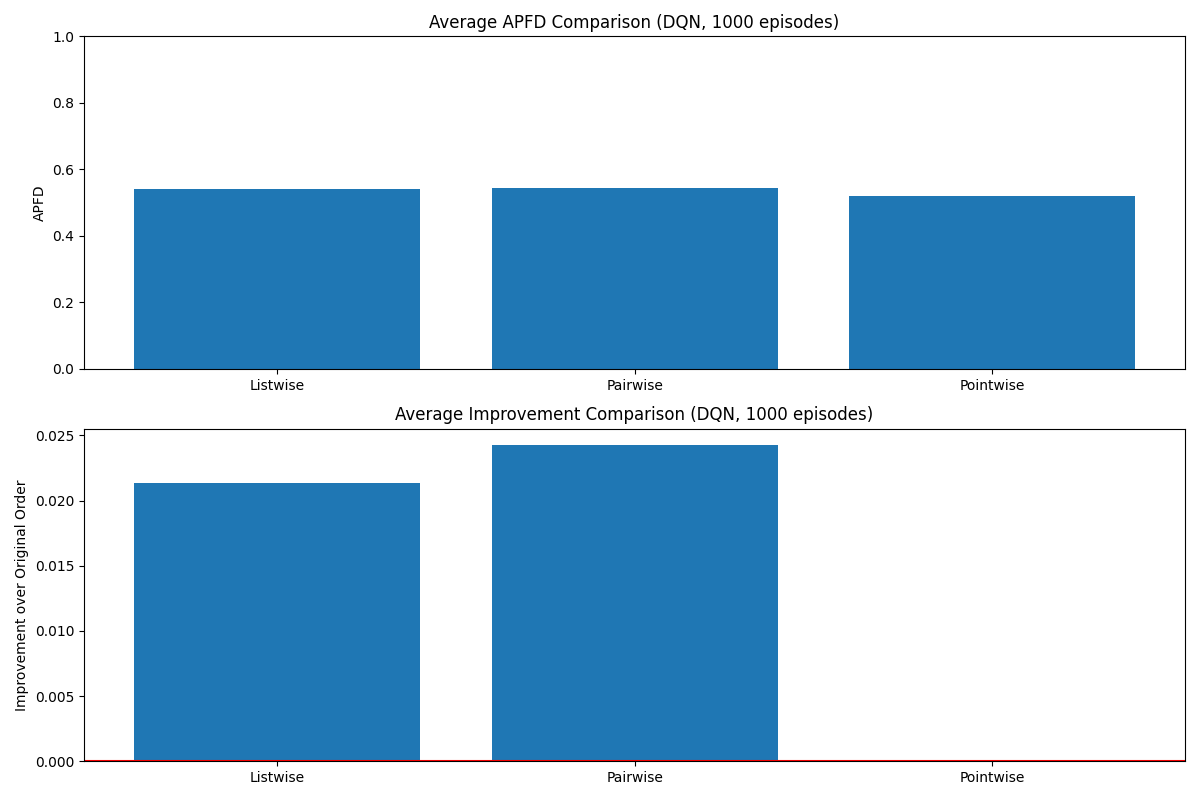 Average APFD Comparison (DQN, 1000 episodes)
1.0
0.8
0.6
0.4
0.2
0.0
APFD
Listwise
Pairwise
Pointwise
Average Improvement Comparison (DQN, 1000 episodes)
0.025
0.020
0.015
0.010
0.005
0.000
Improvement over Original Order
Listwise
Pairwise
Pointwise